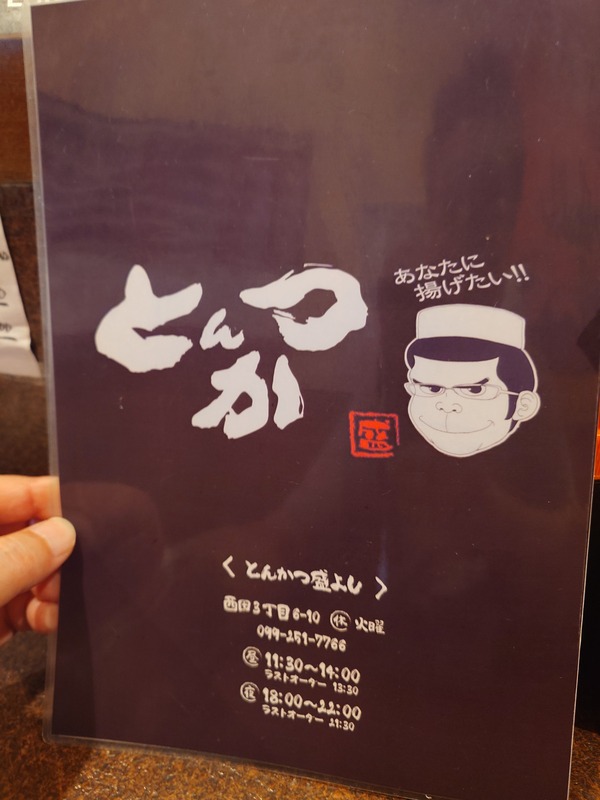 とんかつ
あなたに
揚げたい!!
盛
〈 とんかつ盛よし 〉
西田3丁目6-10 休 火曜
099-251-7766
昼 11:30〜14:00
ラストオーダー 13:30
夜 18:00〜22:00
ラストオーダー 21:30